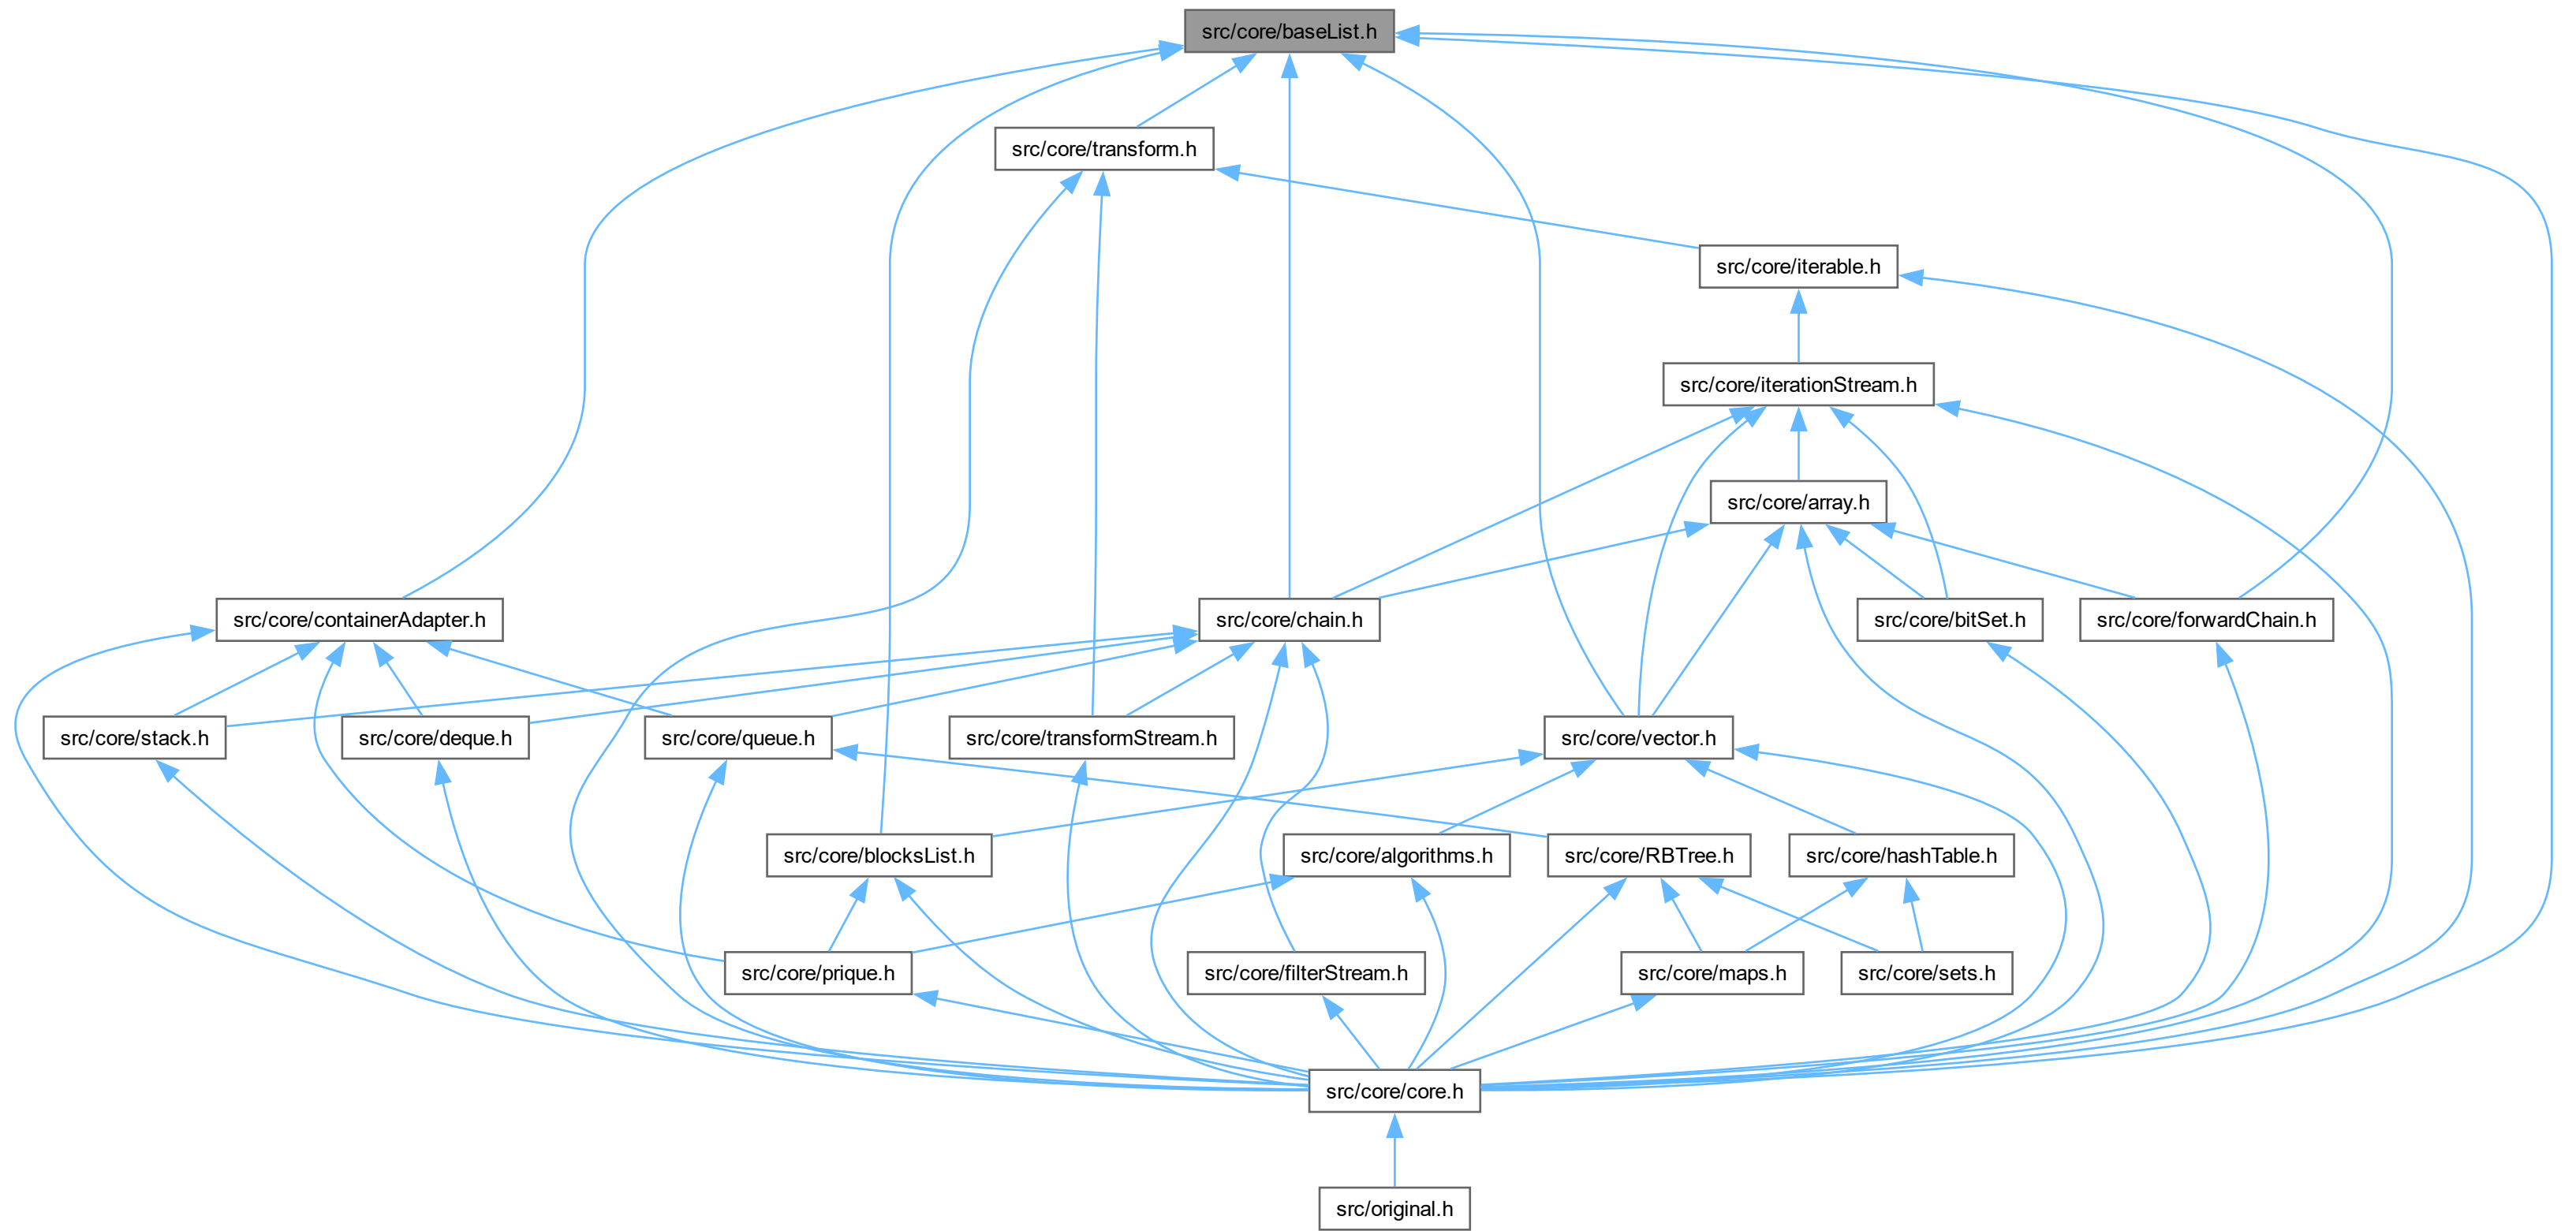 src/core/baseList.h
src/core/transform.h
src/core/iterable.h
src/core/iterationStream.h
src/core/array.h
src/core/containerAdapter.h
src/core/chain.h
src/core/bitSet.h
src/core/forwardChain.h
src/core/stack.h
src/core/deque.h
src/core/queue.h
src/core/transformStream.h
src/core/vector.h
src/core/blocksList.h
src/core/algorithms.h
src/core/RBTree.h
src/core/hashTable.h
src/core/prique.h
src/core/filterStream.h
src/core/maps.h
src/core/sets.h
src/core/core.h
src/original.h